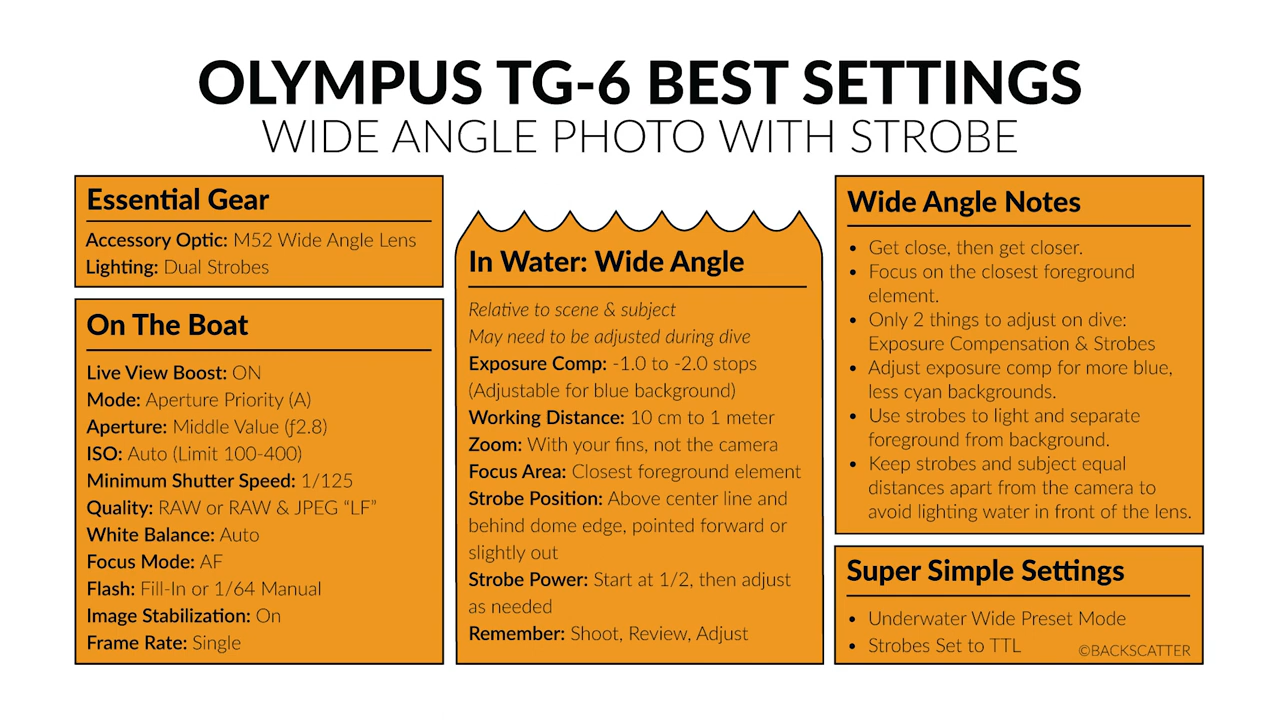 OLYMPUS TG-6 BEST SETTINGS
WIDE ANGLE PHOTO WITH STROBE
Essential Gear
Accessory Optic: M52 Wide Angle Lens
Lighting: Dual Strobes
On The Boat
Live View Boost: ON
Mode: Aperture Priority (A)
Aperture: Middle Value (ƒ2.8)
ISO: Auto (Limit 100-400)
Minimum Shutter Speed: 1/125
Quality: RAW or RAW & JPEG “LF”
White Balance: Auto
Focus Mode: AF
Flash: Fill-In or 1/64 Manual
Image Stabilization: On
Frame Rate: Single
In Water: Wide Angle
Relative to scene & subject
May need to be adjusted during dive
Exposure Comp: -1.0 to -2.0 stops
(Adjustable for blue background)
Working Distance: 10 cm to 1 meter
Zoom: With your fins, not the camera
Focus Area: Closest foreground element
Strobe Position: Above center line and
behind dome edge, pointed forward or
slightly out
Strobe Power: Start at 1/2, then adjust
as needed
Remember: Shoot, Review, Adjust
Wide Angle Notes
• Get close, then get closer.
• Focus on the closest foreground
element.
• Only 2 things to adjust on dive:
Exposure Compensation & Strobes
• Adjust exposure comp for more blue,
less cyan backgrounds.
• Use strobes to light and separate
foreground from background.
• Keep strobes and subject equal
distances apart from the camera to
avoid lighting water in front of the lens.
Super Simple Settings
• Underwater Wide Preset Mode
• Strobes Set to TTL
©BACKSCATTER